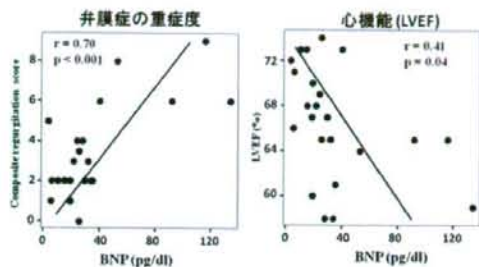 弁膜症の重症度
r = 0.70
p < 0.001
Composite regurgitation score
8
6
4
2
0
0
40
80
120
BNP (pg/dl)
心機能(LVEF)
r = 0.41
p = 0.04
LVEF (%)
72
68
64
60
0
40
80
120
BNP (pg/dl)